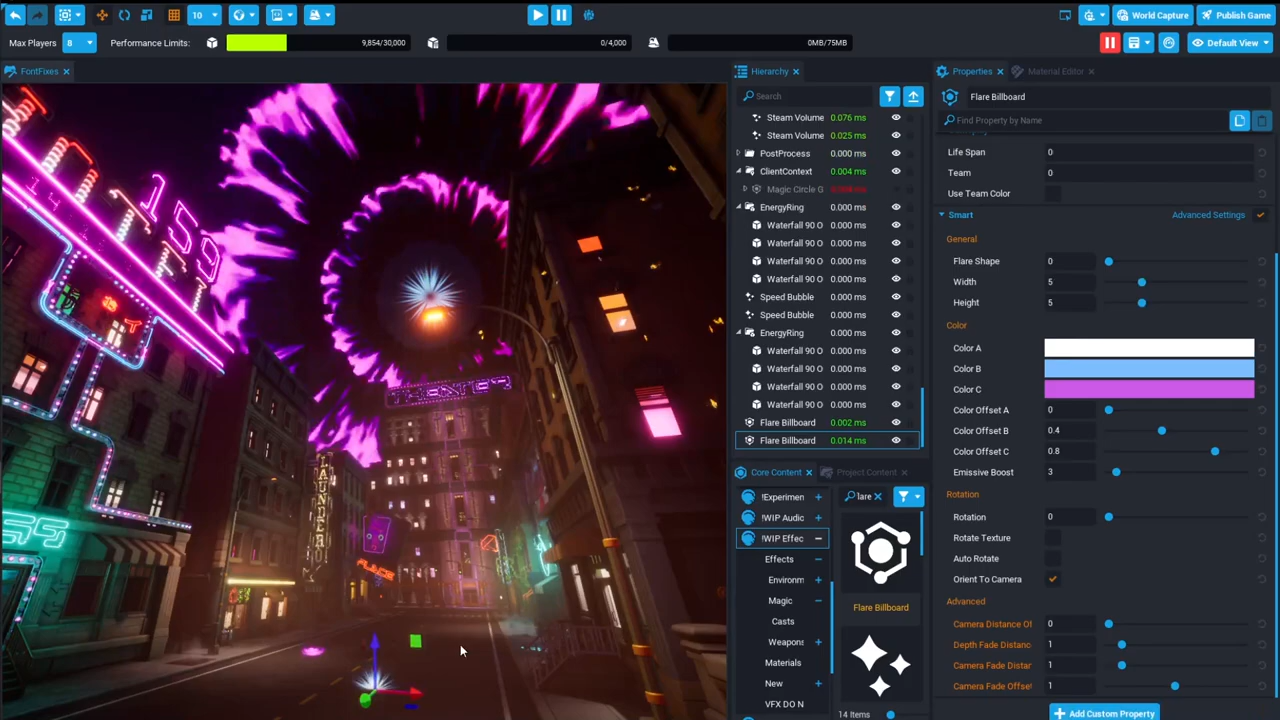 10
World Capture
Publish Game
Max Players
8
Performance Limits:
9,854/30,000
0/4,000
0MB/75MB
Default View
FontFixes
Hierarchy
Properties
Material Editor
Search
Flare Billboard
Find Property by Name
Steam Volume 0.076 ms
Steam Volume 0.025 ms
PostProcess 0.000 ms
ClientContext 0.004 ms
Magic Circle G
EnergyRing 0.000 ms
Waterfall 90 O 0.000 ms
Waterfall 90 O 0.000 ms
Waterfall 90 O 0.000 ms
Waterfall 90 O 0.000 ms
Speed Bubble 0.000 ms
Speed Bubble 0.000 ms
EnergyRing 0.000 ms
Waterfall 90 O 0.000 ms
Waterfall 90 O 0.000 ms
Waterfall 90 O 0.000 ms
Waterfall 90 O 0.000 ms
Flare Billboard 0.002 ms
Flare Billboard 0.014 ms
Life Span 0
Team 0
Use Team Color
Smart
Advanced Settings
General
Flare Shape 0
Width 5
Height 5
Color
Color A
Color B
Color C
Color Offset A 0
Color Offset B 0.4
Color Offset C 0.8
Emissive Boost 3
Rotation
Rotation 0
Rotate Texture
Auto Rotate
Orient To Camera
Advanced
Camera Distance Of 0
Depth Fade Distanc 1
Camera Fade Distar 1
Camera Fade Offset 1
Add Custom Property
Core Content
Project Content
!Experimen
!WIP Audic
!WIP Effec
Effects
Environm
Magic
Casts
Weapons
Materials
New
VFX DO N
lare
Flare Billboard
14 Items
159
THEATER
LAUNDRY
PLACE